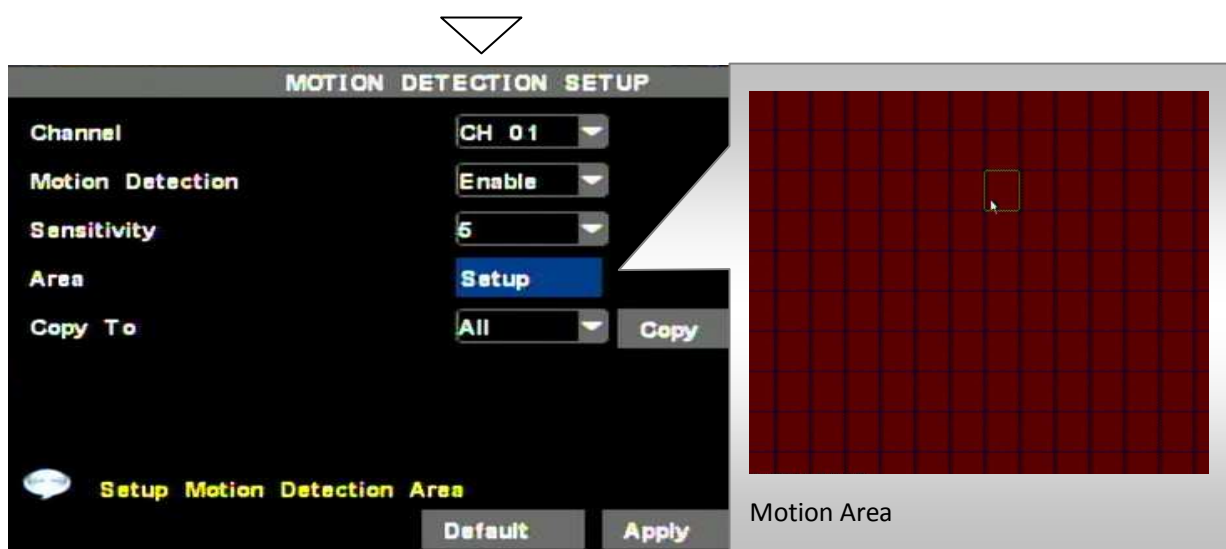 MOTION DETECTION SETUP
Channel CH 01
Motion Detection Enable
Sensitivity 5
Area Setup
Copy To All Copy
Setup Motion Detection Area
Default Apply
Motion Area